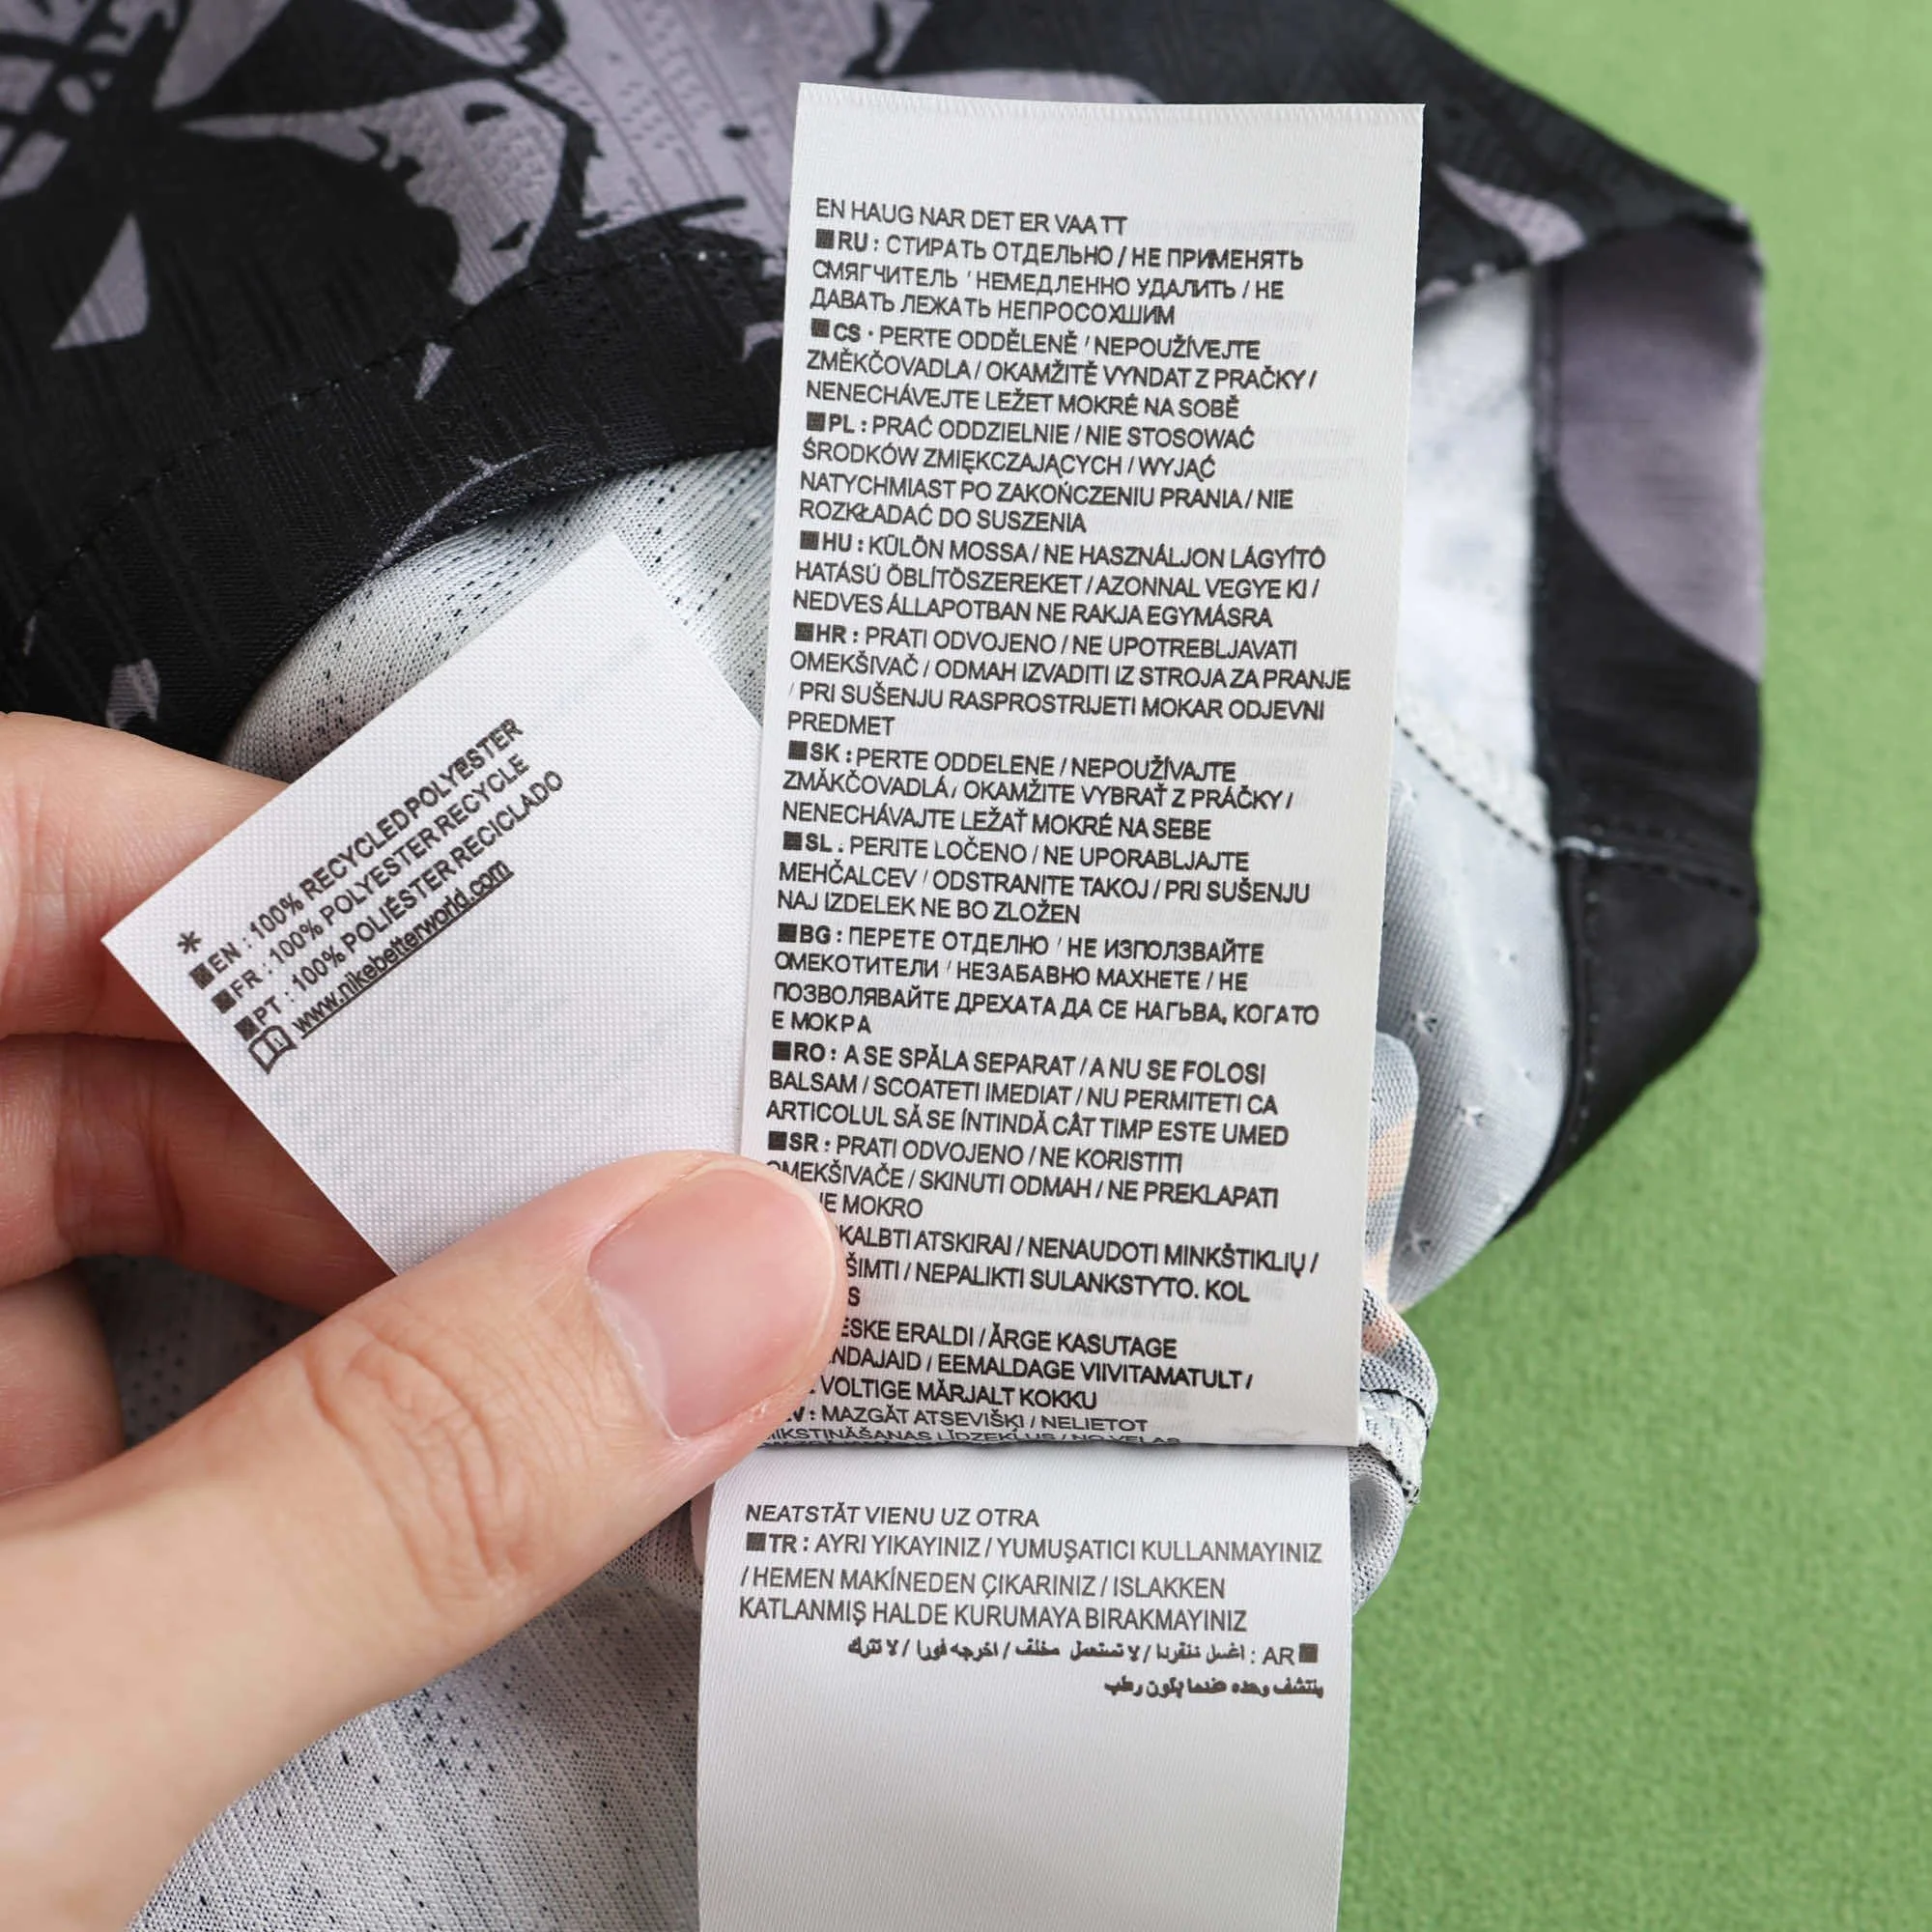 *
EN : 100% RECYCLED POLYESTER
FR : 100% POLYESTER RECYCLE
PT : 100% POLIÉSTER RECICLADO
www.nikebetterworld.com
EN HAUG NAR DET ER VAATT
RU : СТИРАТЬ ОТДЕЛЬНО / НЕ ПРИМЕНЯТЬ
СМЯГЧИТЕЛЬ / НЕМЕДЛЕННО УДАЛИТЬ / НЕ
ДАВАТЬ ЛЕЖАТЬ НЕПРОСОХШИМ
CS : PERTE ODDĚLENĚ / NEPOUŽÍVEJTE
ZMĚKČOVADLA / OKAMŽITĚ VYNDAT Z PRAČKY /
NENECHÁVEJTE LEŽET MOKRÉ NA SOBĚ
PL : PRAĆ ODDZIELNIE / NIE STOSOWAĆ
ŚRODKÓW ZMIĘKCZAJĄCYCH / WYJĄĆ
NATYCHMIAST PO ZAKOŃCZENIU PRANIA / NIE
ROZKŁADAĆ DO SUSZENIA
HU : KÜLÖN MOSSA / NE HASZNÁLJON LÁGYÍTÓ
HATÁSÚ ÖBLÍTŐSZEREKET / AZONNAL VEGYE KI /
NEDVES ÁLLAPOTBAN NE RAKJA EGYMÁSRA
HR : PRATI ODVOJENO / NE UPOTREBLJAVATI
OMEKŠIVAČ / ODMAH IZVADITI IZ STROJA ZA PRANJE
/ PRI SUŠENJU RASPROSTRIJETI MOKAR ODJEVNI
PREDMET
SK : PERTE ODDELENE / NEPOUŽÍVAJTE
ZMÄKČOVADLÁ / OKAMŽITE VYBRAŤ Z PRÁČKY /
NENECHÁVAJTE LEŽAŤ MOKRÉ NA SEBE
SL : PERITE LOČENO / NE UPORABLJAJTE
MEHČALCEV / ODSTRANITE TAKOJ / PRI SUŠENJU
NAJ IZDELEK NE BO ZLOŽEN
BG : ПЕРЕТЕ ОТДЕЛНО / НЕ ИЗПОЛЗВАЙТЕ
ОМЕКОТИТЕЛИ / НЕЗАБАВНО МАХНЕТЕ / НЕ
ПОЗВОЛЯВАЙТЕ ДРЕХАТА ДА СЕ НАГЬВА, КОГАТО
Е МОКРА
RO : A SE SPĂLA SEPARAT / A NU SE FOLOSI
BALSAM / SCOATETI IMEDIAT / NU PERMITETI CA
ARTICOLUL SĂ SE ÍNTINDĂ CÂT TIMP ESTE UMED
SR : PRATI ODVOJENO / NE KORISTITI
OMEKŠIVAČE / SKINUTI ODMAH / NE PREKLAPATI
JE MOKRO
KALBTI ATSKIRAI / NENAUDOTI MINKŠTIKLIŲ /
ŠIMTI / NEPALIKTI SULANKSTYTO. KOL
S
ESKE ERALDI / ÄRGE KASUTAGE
NDAJAID / EEMALDAGE VIIVITAMATULT /
VOLTIGE MÄRJALT KOKKU
LV : MAZGĀT ATSEVIŠĶI / NELIETOT
MĪKSTINĀŠANAS LĪDZEKĻUS / NO VELAS
NEATSTĀT VIENU UZ OTRA
TR : AYRI YIKAYINIZ / YUMUŞATICI KULLANMAYINIZ
/ HEMEN MAKİNEDEN ÇIKARINIZ / ISLAKKEN
KATLANMIŞ HALDE KURUMAYA BIRAKMAYINIZ
AR : اغسل / لا تستعمل مخلف / اخرجه فورا / لا تترك
وهده عندما يكون رطب